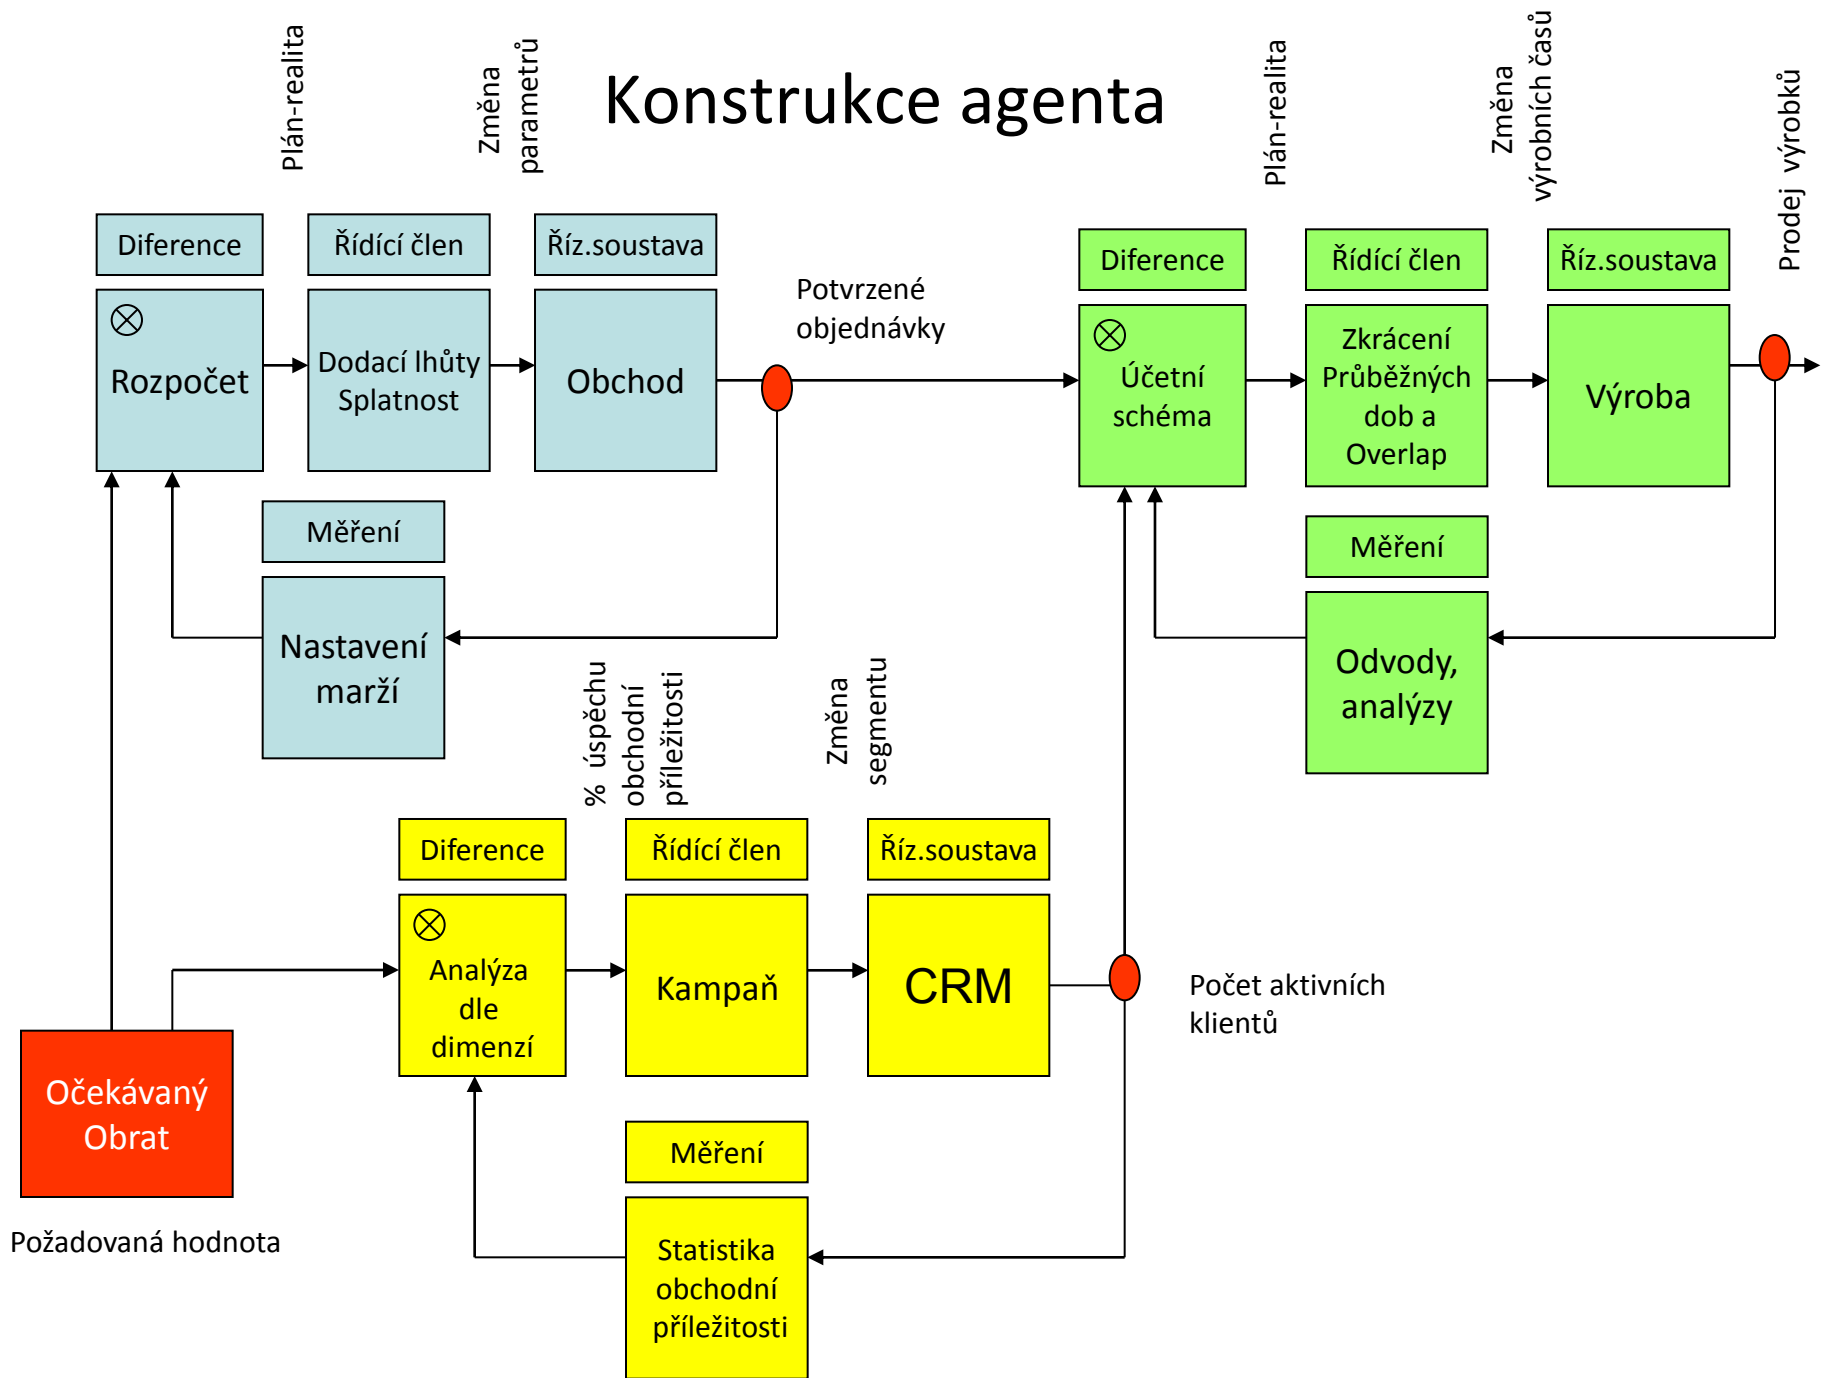 Konstrukce agenta
Plán-realita
Změna
parametrů
Plán-realita
Změna
výrobních časů
Prodej výrobků
Diference
Řídící člen
Říz.soustava
Rozpočet
Dodací lhůty
Splatnost
Obchod
Potvrzené
objednávky
Měření
Nastavení
marží
Diference
Řídící člen
Říz.soustava
Účetní
schéma
Zkrácení
Průběžných
dob a
Overlap
Výroba
Měření
Odvody,
analýzy
% úspěchu
obchodní
příležitosti
Změna
segmentu
Diference
Řídící člen
Říz.soustava
Analýza
dle
dimenzí
Kampaň
CRM
Počet aktivních
klientů
Očekávaný
Obrat
Požadovaná hodnota
Měření
Statistika
obchodní
příležitosti